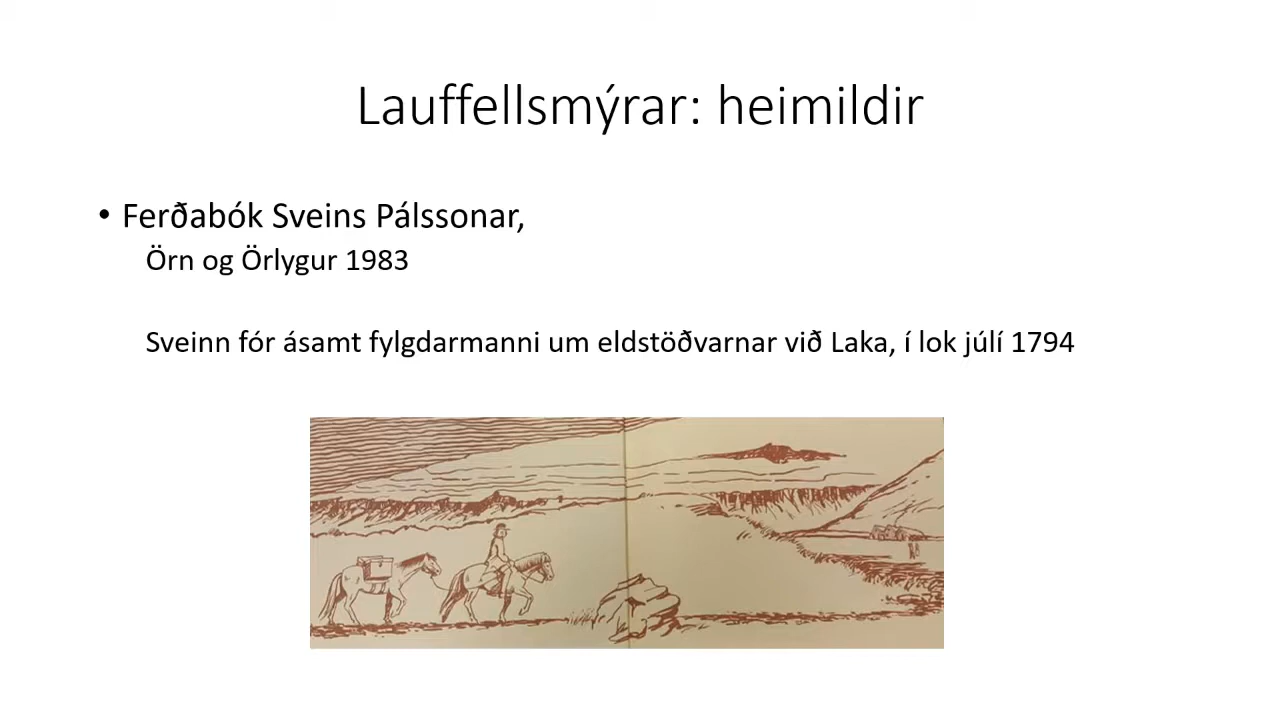 Lauffellsmýrar: heimildir
• Ferðabók Sveins Pálssonar,
Örn og Örlygur 1983
Sveinn fór ásamt fylgdarmanni um eldstöðvarnar við Laka, í lok júlí 1794